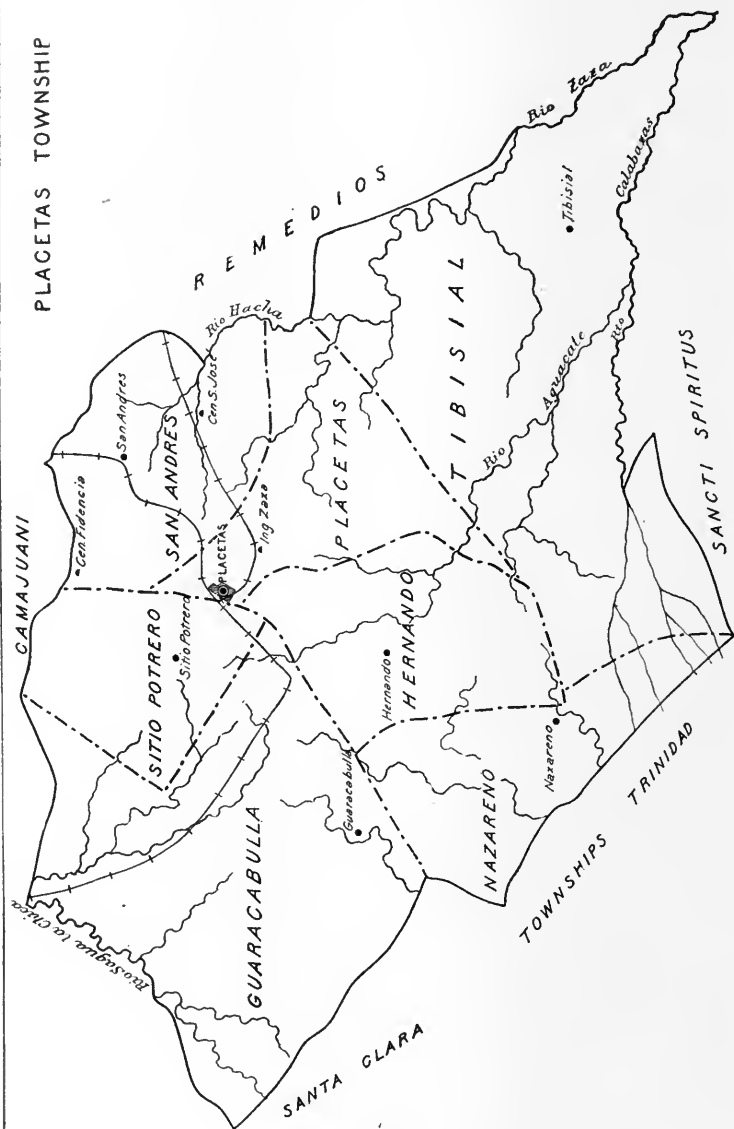 PLACETAS TOWNSHIP
CAMAJUANI
REMEDIOS
Cen. Fidencia
San Andres
SAN ANDRES
Rio Hacha
Cen S. José
SITIO POTRERO
Sitio Potrero
PLACETAS
Ing Zaza
PLACETAS
Rio Zaza
Rio Sagua la Chica
GUARACABULLA
Guaracabulla
HERNANDO
Hernando
TIBISIAL
Tibisial
Rio Aguacate
Rio Calabazas
NAZARENO
Nazareno
SANTA CLARA
TOWNSHIPS TRINIDAD
SANCTI SPIRITUS